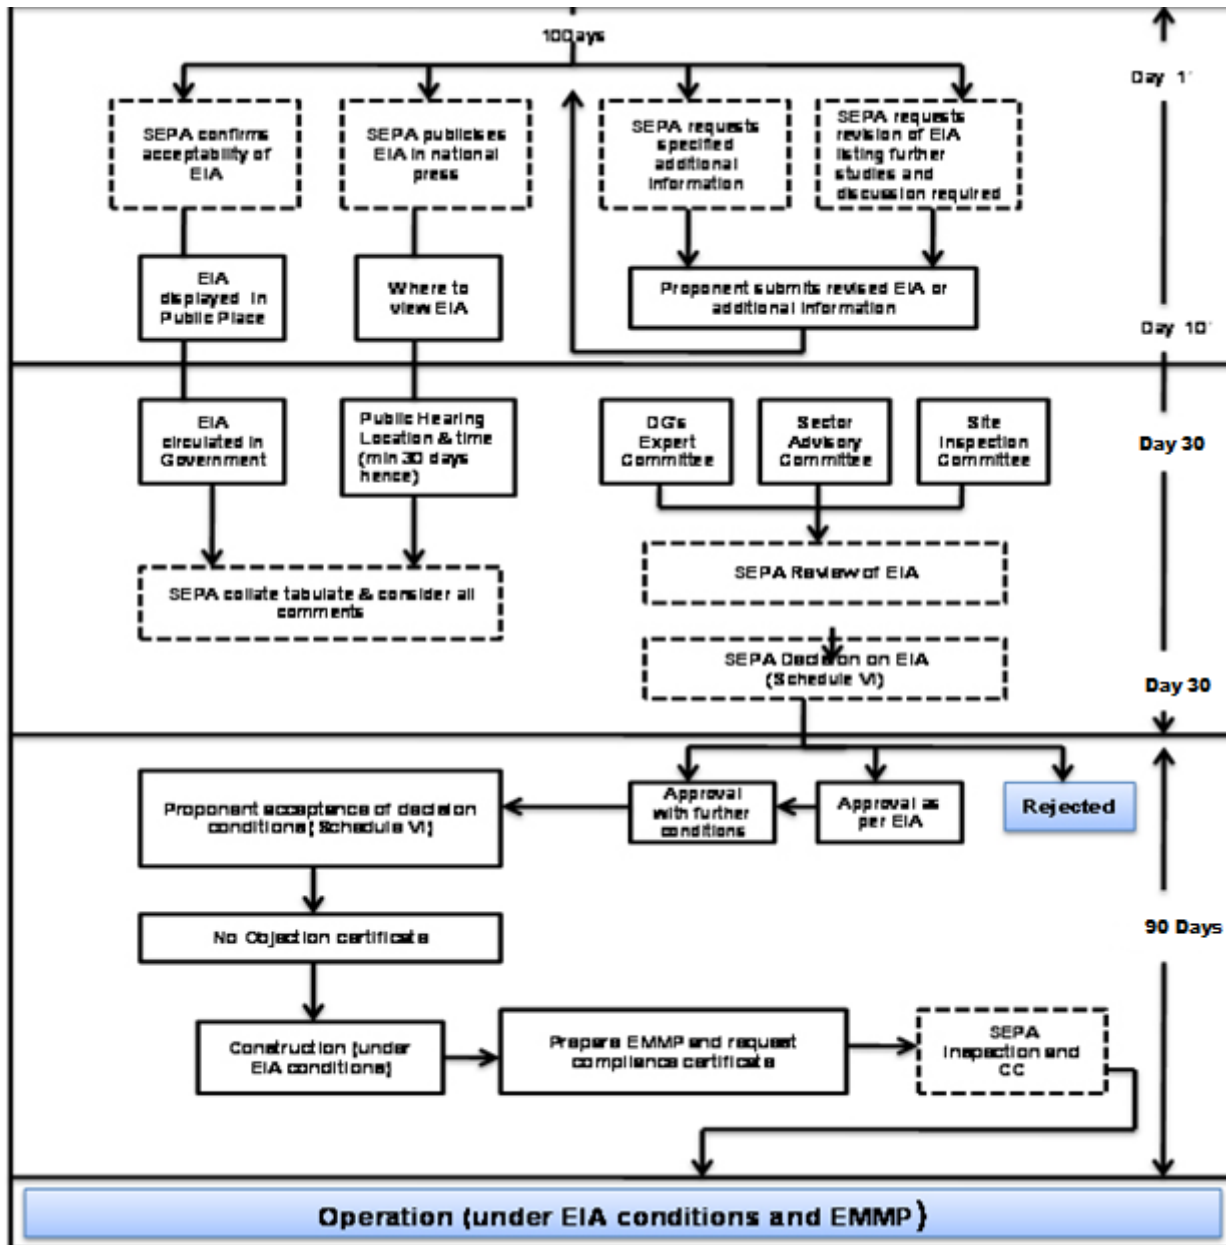 10Days
Day 1
SEPA confirms
acceptability of
EIA
SEPA publicises
EIA in national
press
SEPA requests
specified
additional
information
SEPA requests
revision of EIA
listing further
studies and
discussion required
EIA
displayed in
Public Place
Where to
view EIA
Proponent submits revised EIA or
additional information
Day 10
EIA
circulated in
Government
Public Hearing
Location & time
(min 30 days
hence)
DG's
Expert
Committee
Sector
Advisory
Committee
Site
Inspection
Committee
Day 30
SEPA collate tabulate & consider all
comments
SEPA Review of EIA
SEPA Decision on EIA
(Schedule VI)
Day 30
Proponent acceptance of decision
conditions( Schedule VI)
Approval
with further
conditions
Approval as
per EIA
Rejected
No Objection certificate
90 Days
Construction (under
EIA conditions)
Prepare EMMP and request
compliance certificate
SEPA
Inspection and
CC
Operation (under EIA conditions and EMMP)